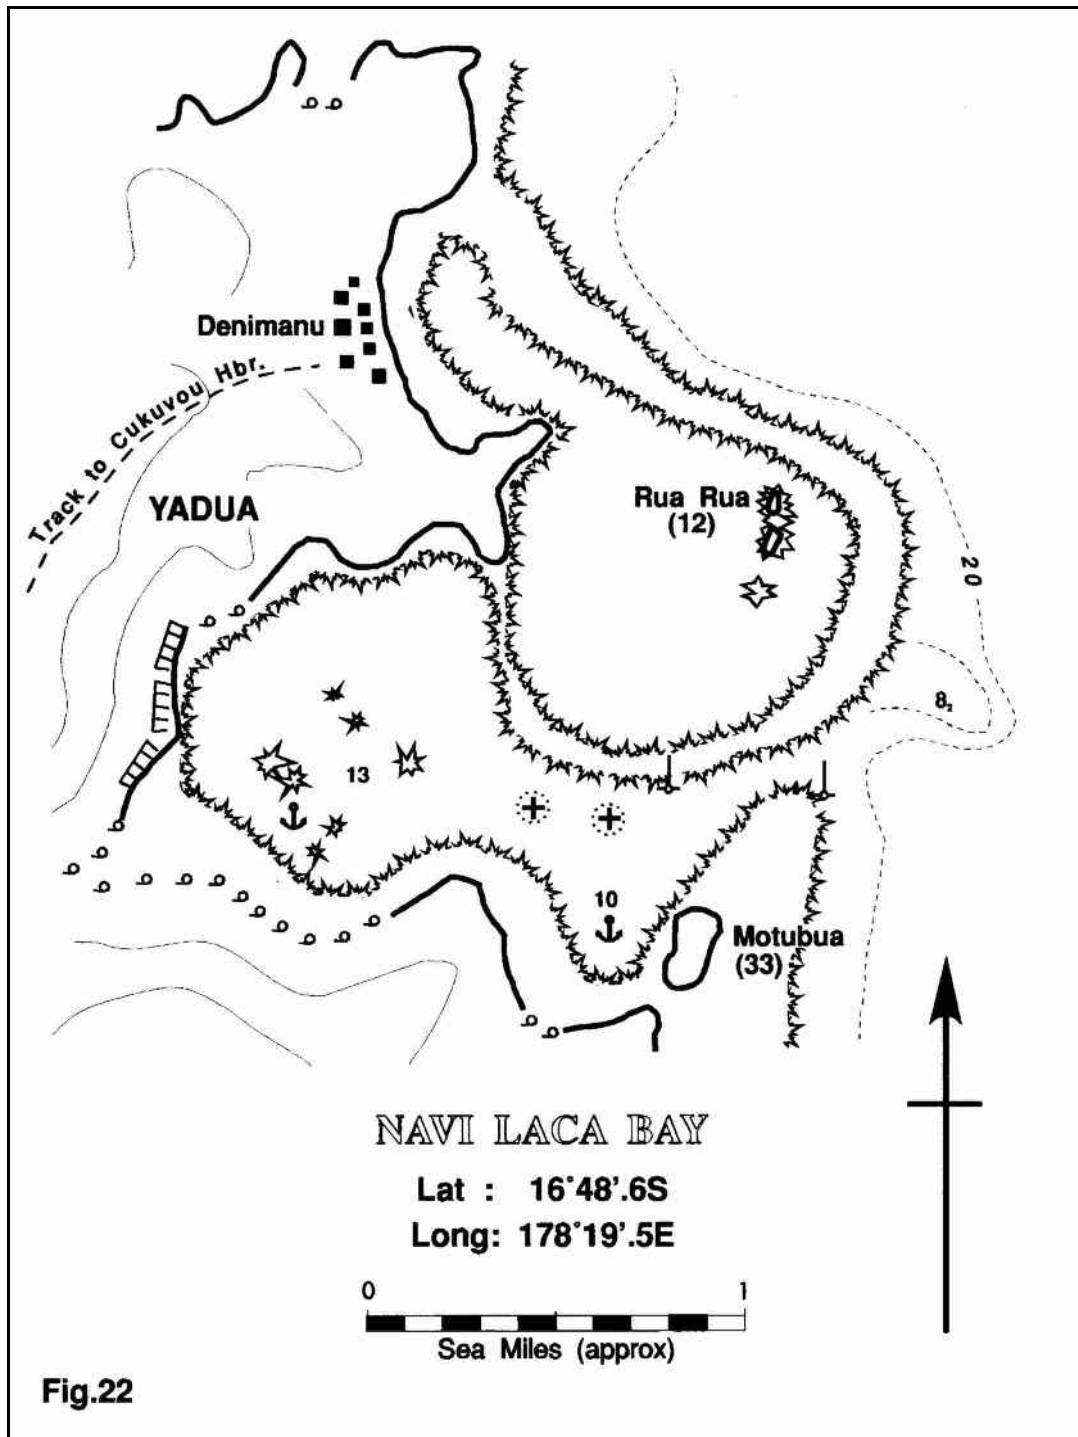 Denimanu
Track to Cukuvou Hbr.
YADUA
Rua Rua
(12)
20
8₂
13
10
Motubua
(33)
NAVI LACA BAY
Lat : 16°48'.6S
Long: 178°19'.5E
0 1
Sea Miles (approx)
Fig.22